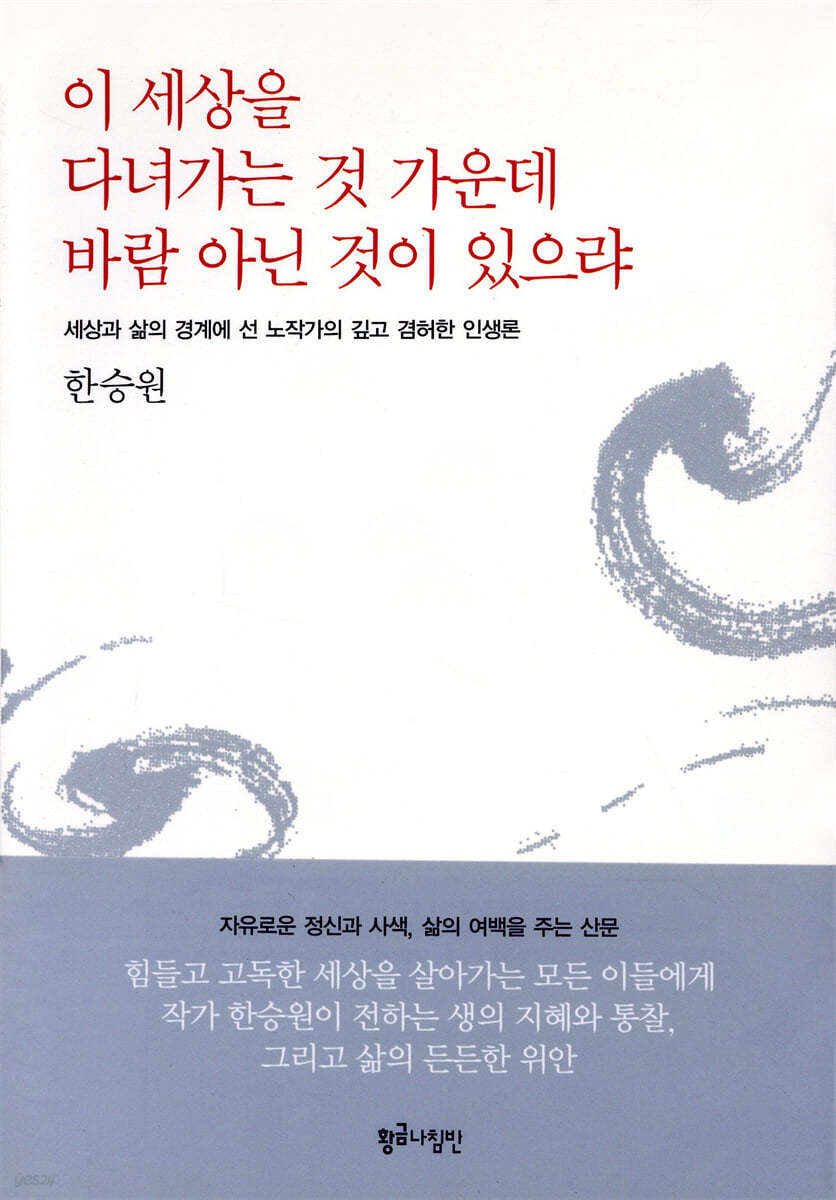 이 세상을
다녀가는 것 가운데
바람 아닌 것이 있으랴
세상과 삶의 경계에 선 노작가의 깊고 겸허한 인생론
한승원
자유로운 정신과 사색, 삶의 여백을 주는 산문
힘들고 고독한 세상을 살아가는 모든 이들에게
작가 한승원이 전하는 생의 지혜와 통찰,
그리고 삶의 든든한 위안
황금나침반
yes24